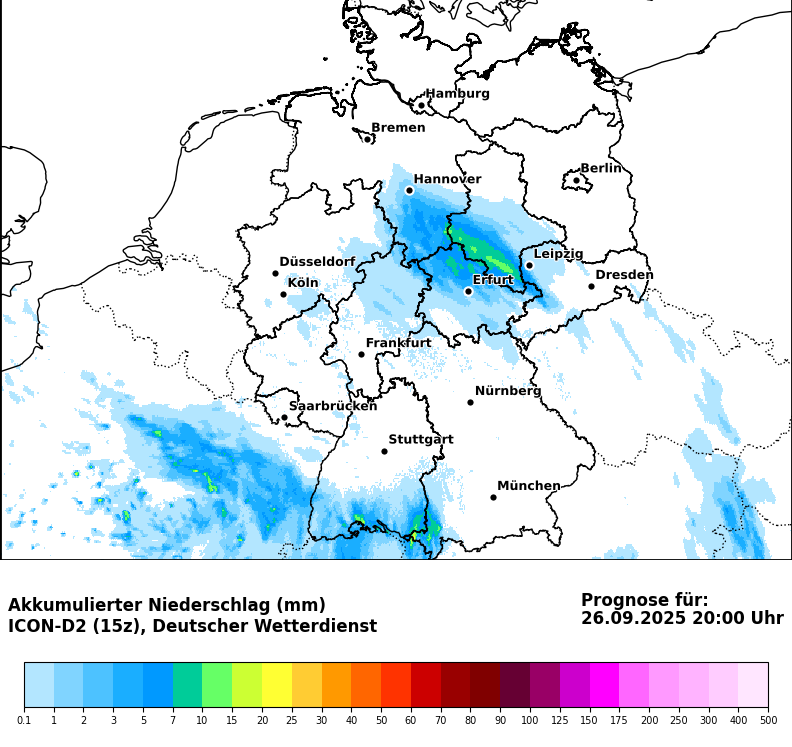 Hamburg
Bremen
Berlin
Hannover
Düsseldorf
Leipzig
Köln
Erfurt
Dresden
Frankfurt
Nürnberg
Saarbrücken
Stuttgart
München
Akkumulierter Niederschlag (mm)
ICON-D2 (15z), Deutscher Wetterdienst
Prognose für:
26.09.2025 20:00 Uhr
0.1 1 2 3 5 7 10 15 20 25 30 40 50 60 70 80 90 100 125 150 175 200 250 300 400 500